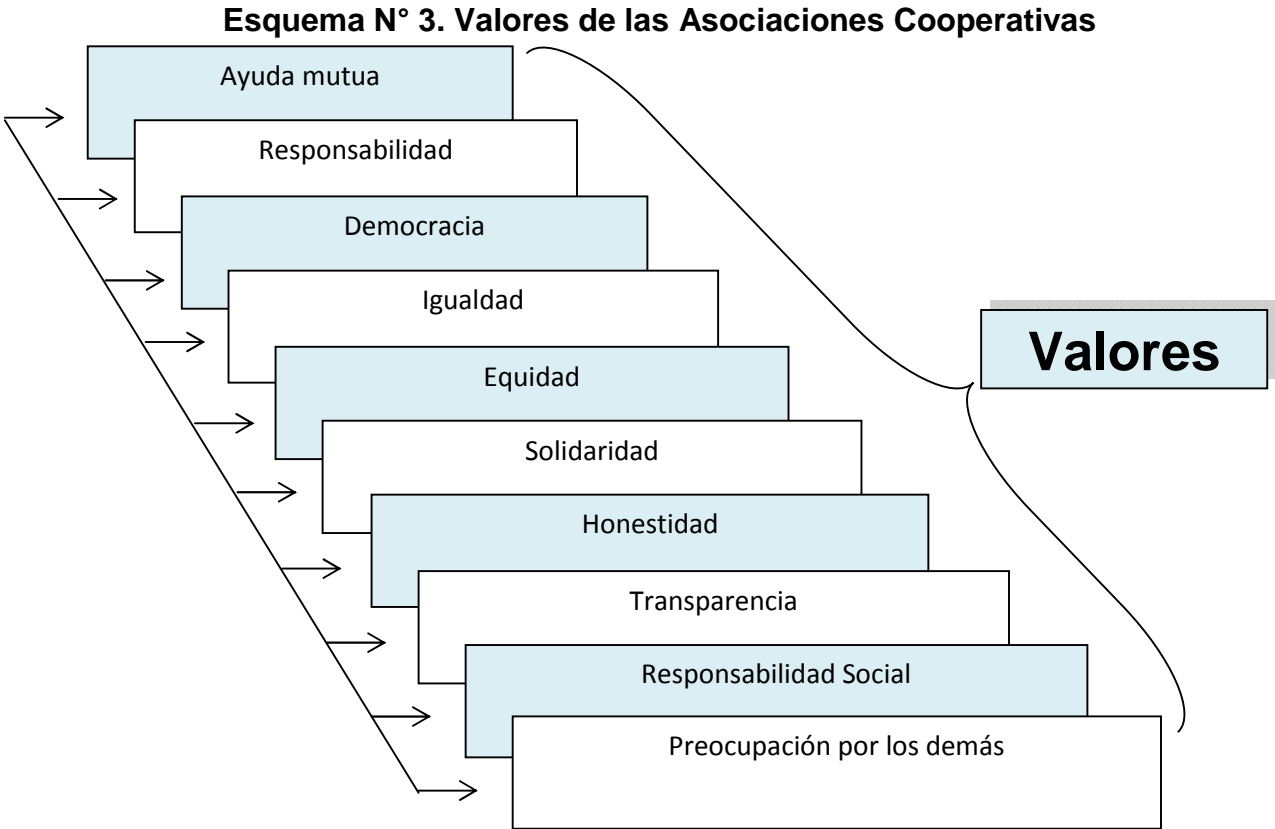 Esquema N° 3. Valores de las Asociaciones Cooperativas
Ayuda mutua
Responsabilidad
Democracia
Igualdad
Valores
Equidad
Solidaridad
Honestidad
Transparencia
Responsabilidad Social
Preocupación por los demás